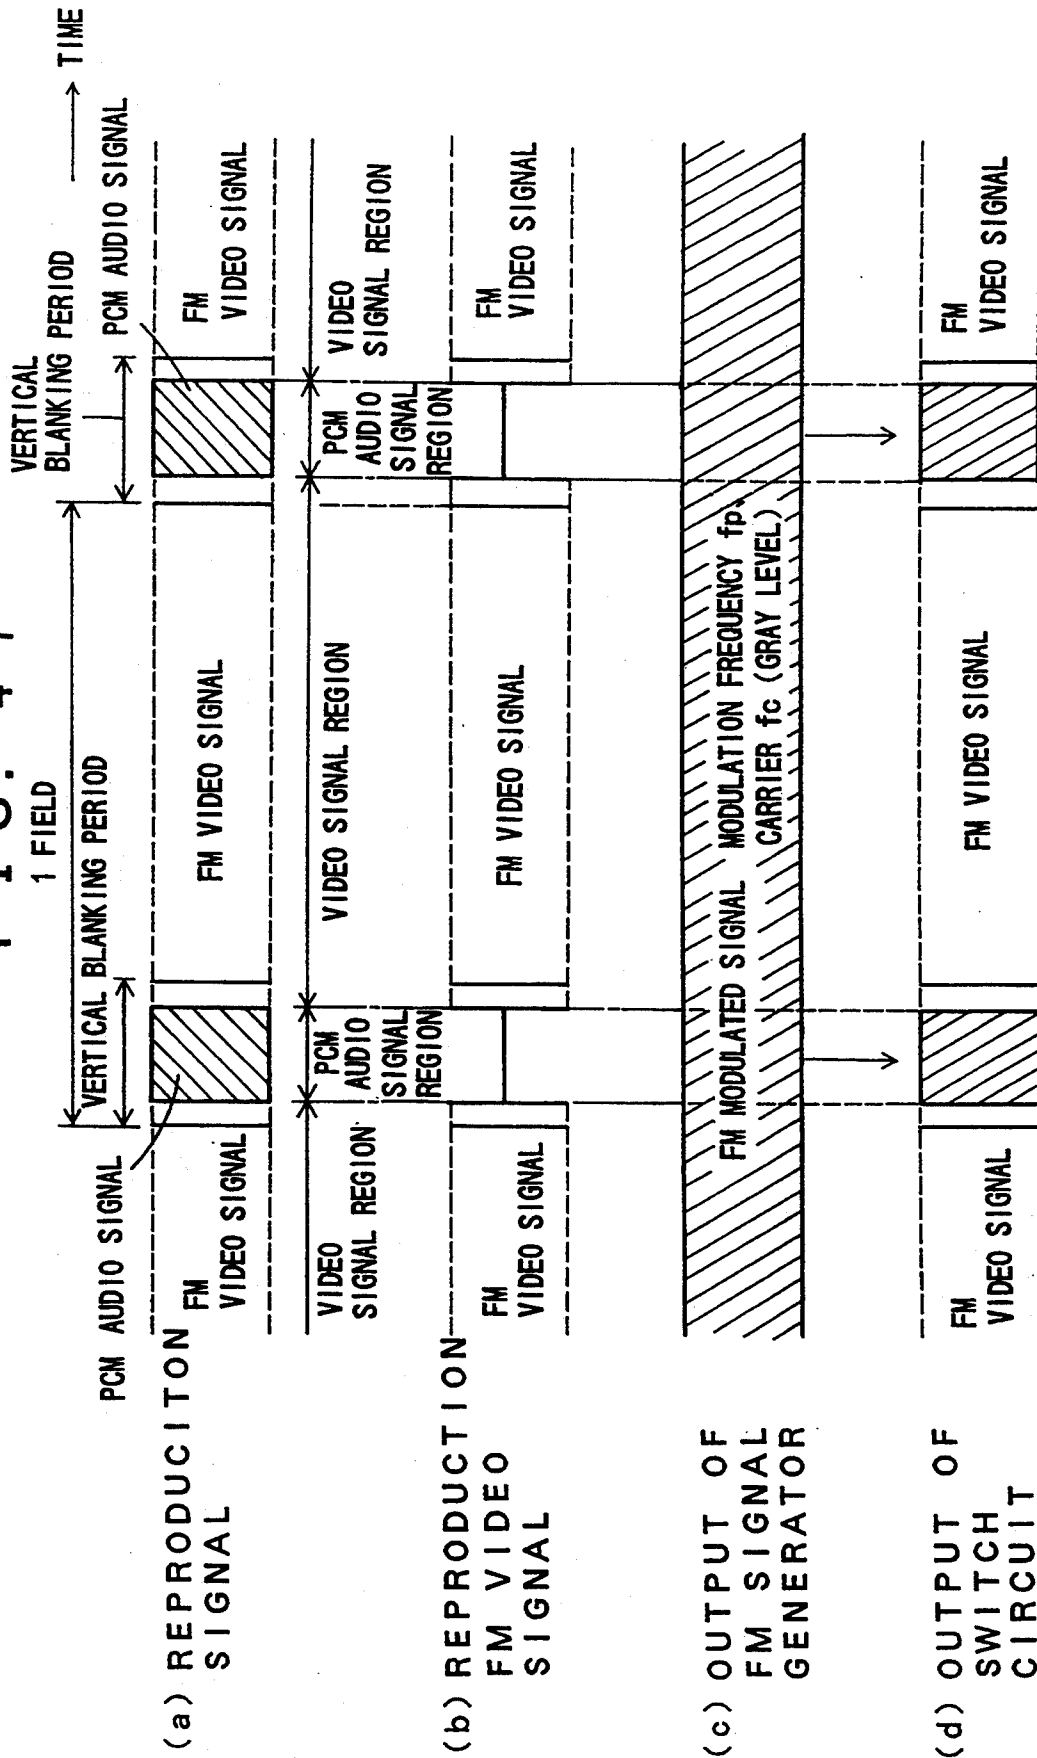 1 FIELD
VERTICAL
BLANKING PERIOD
TIME
VERTICAL BLANKING PERIOD
PCM AUDIO SIGNAL
PCM AUDIO SIGNAL
(a) REPRODUCITON
SIGNAL
FM
VIDEO SIGNAL
FM VIDEO SIGNAL
FM
VIDEO SIGNAL
VIDEO
SIGNAL REGION
PCM
AUDIO
SIGNAL
REGION
VIDEO SIGNAL REGION
PCM
AUDIO
SIGNAL
REGION
VIDEO
SIGNAL REGION
(b) REPRODUCTION
FM VIDEO
SIGNAL
FM
VIDEO SIGNAL
FM VIDEO SIGNAL
FM
VIDEO SIGNAL
(c) OUTPUT OF
FM SIGNAL
GENERATOR
FM MODULATED SIGNAL MODULATION FREQUENCY fp.
CARRIER fc (GRAY LEVEL)
(d) OUTPUT OF
SWITCH
CIRCUIT
FM
VIDEO SIGNAL
FM VIDEO SIGNAL
FM
VIDEO SIGNAL